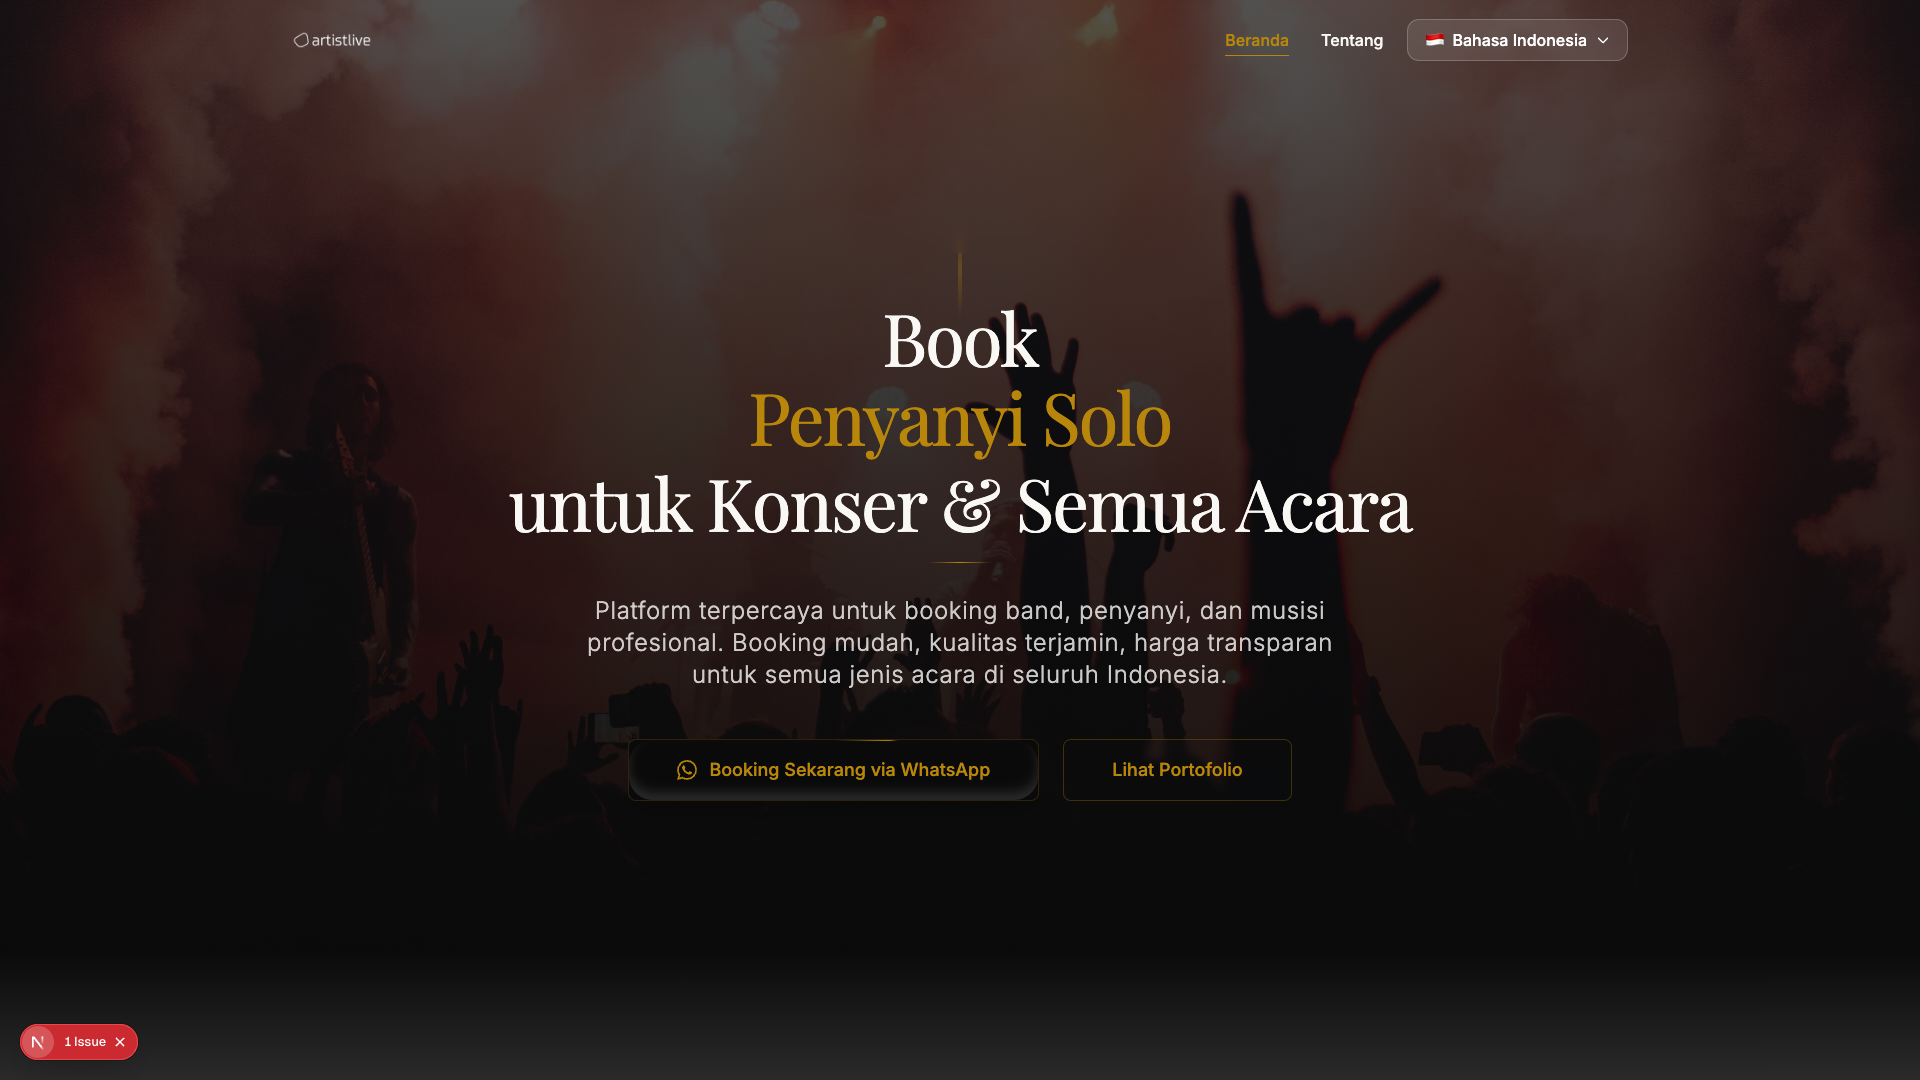 artistlive
Beranda
Tentang
Bahasa Indonesia
Book
Penyanyi Solo
untuk Konser & Semua Acara
Platform terpercaya untuk booking band, penyanyi, dan musisi
profesional. Booking mudah, kualitas terjamin, harga transparan
untuk semua jenis acara di seluruh Indonesia.
Booking Sekarang via WhatsApp
Lihat Portofolio
N
1 Issue